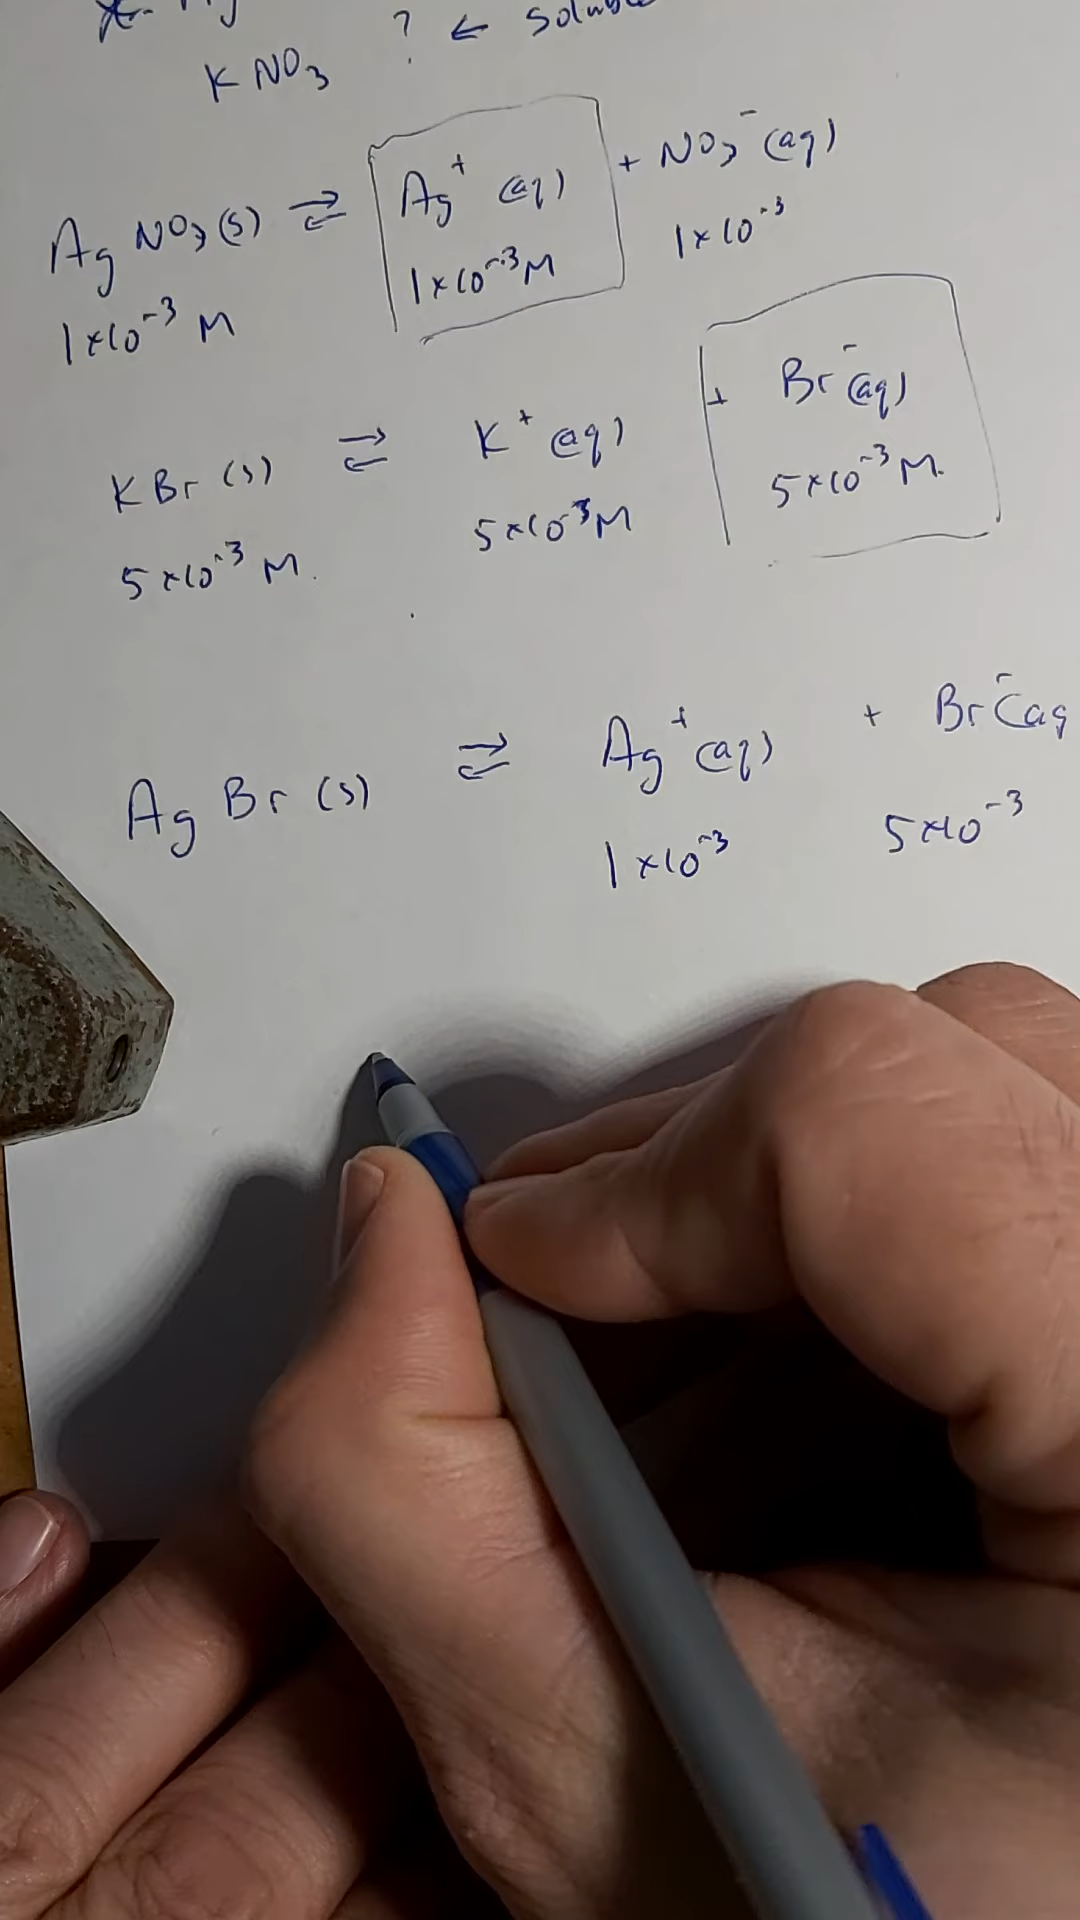 KNO₃ ? ←
AgNO₃(s) ⇌ Ag⁺(aq) + NO₃⁻(aq)
1×10⁻³ M 1×10⁻³ M 1×10⁻³
KBr(s) ⇌ K⁺(aq) + Br⁻(aq)
5×10⁻³ M. 5×10⁻³ M 5×10⁻³ M.
AgBr(s) ⇌ Ag⁺(aq) + Br⁻(aq
1×10⁻³ 5×10⁻³